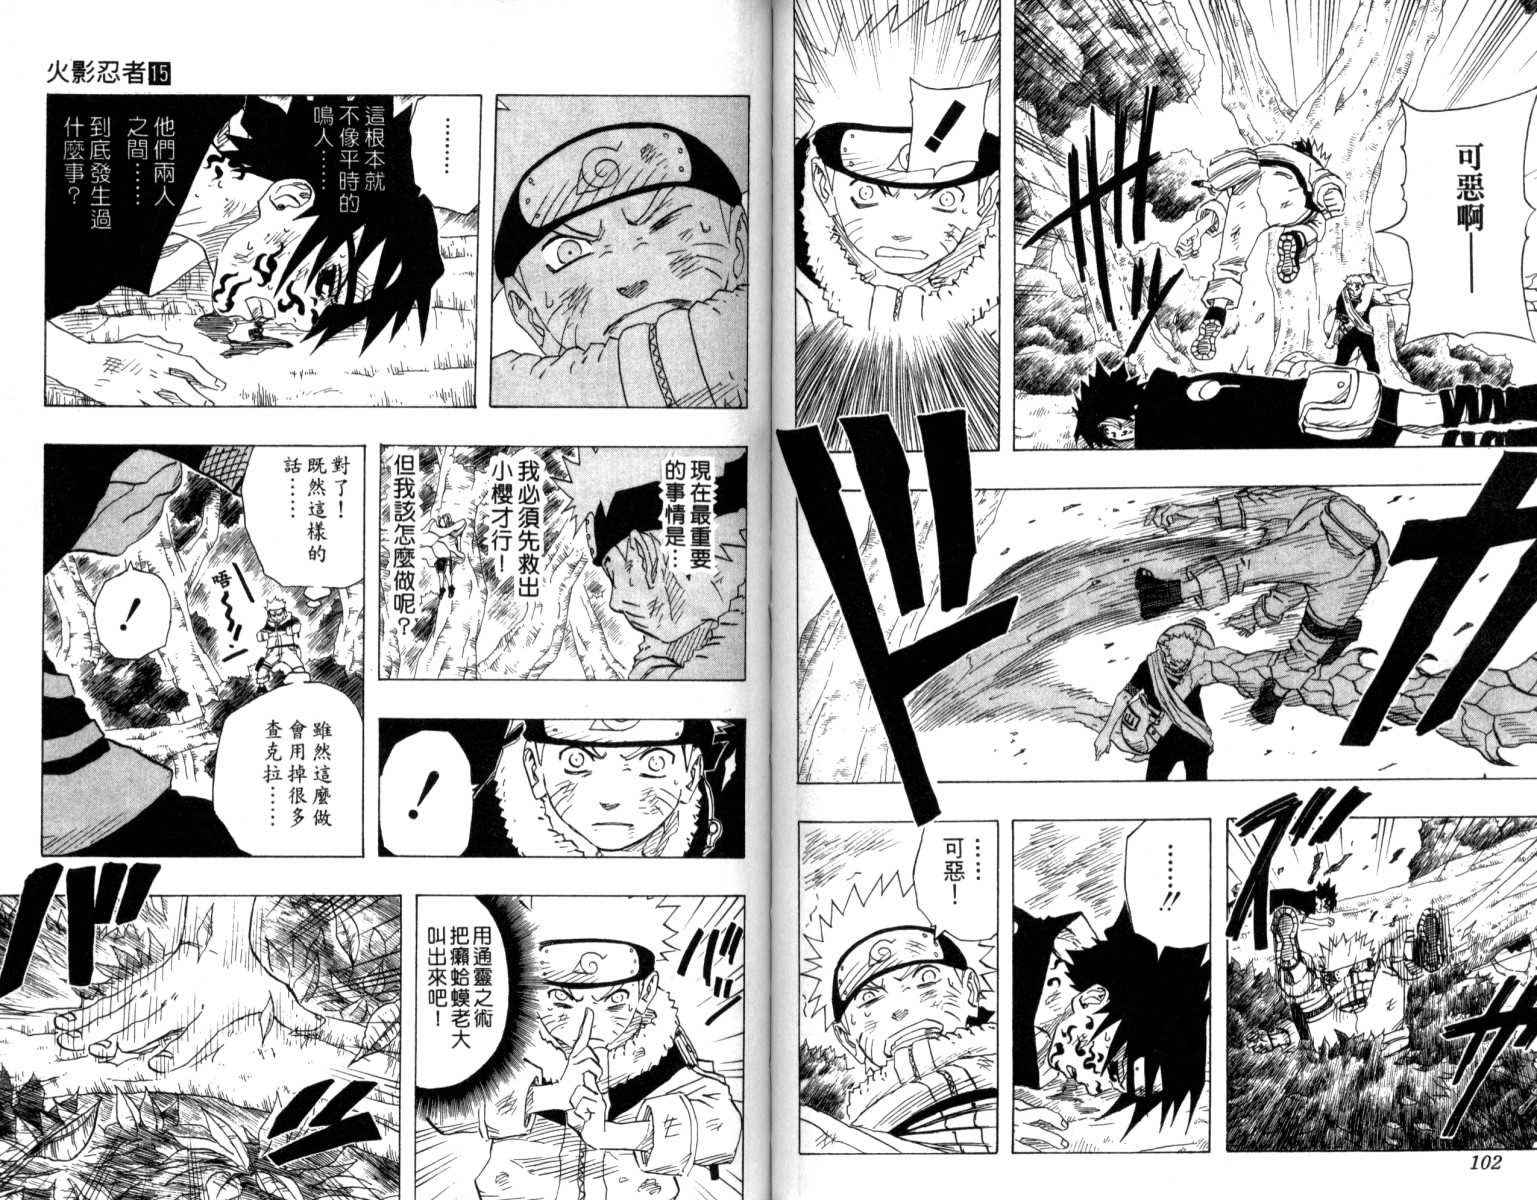 可惡啊——
！
……!!
……
可惡！
102
火影忍者15
………
這根本就
不像平時的
鳴人……
他們兩人
之間……
到底發生過
什麼事？
現在最重要
的事情是…
我必須先救出
小櫻才行！
但我該怎麼做呢？
對了！
既然這樣的
話……
！
唔～～！
雖然這麼做
會用掉很多
查克拉……
！
用通靈之術
把癩蛤蟆老大
叫出來吧！